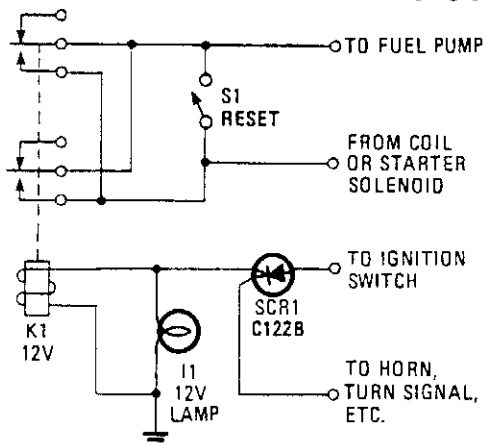 TO FUEL PUMP
S1
RESET
FROM COIL
OR STARTER
SOLENOID
TO IGNITION
SWITCH
SCR1
C122B
K1
12V
I1
12V
LAMP
TO HORN,
TURN SIGNAL,
ETC.